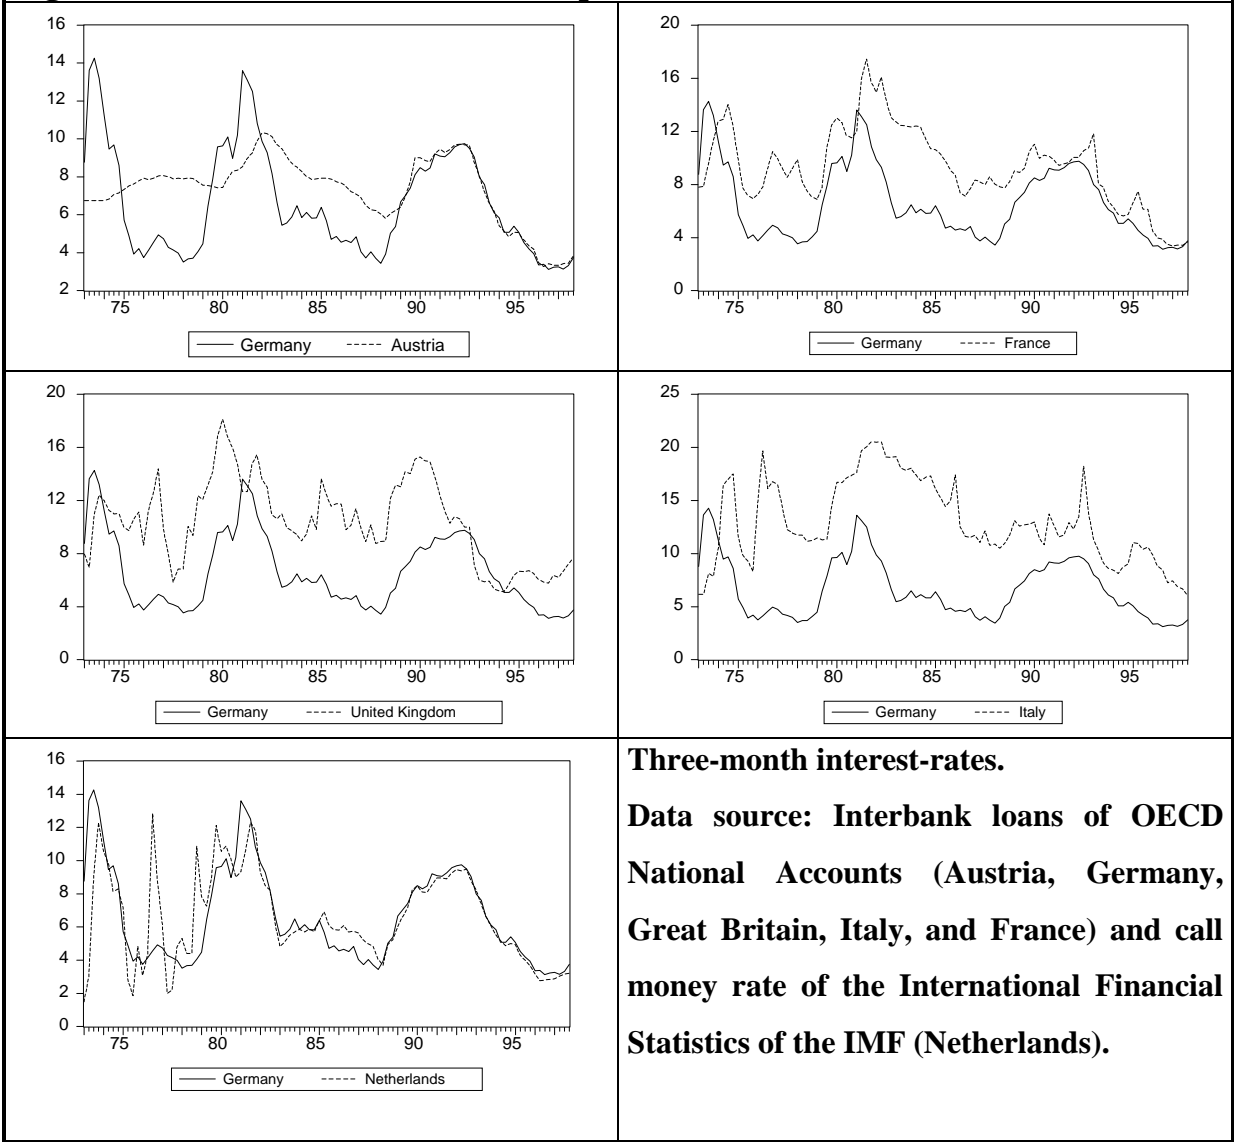 16
14
12
10
8
6
4
2
75 80 85 90 95
Germany Austria
20
16
12
8
4
0
75 80 85 90 95
Germany France
20
16
12
8
4
0
75 80 85 90 95
Germany United Kingdom
25
20
15
10
5
0
75 80 85 90 95
Germany Italy
16
14
12
10
8
6
4
2
0
75 80 85 90 95
Germany Netherlands
Three-month interest-rates.
Data source: Interbank loans of OECD
National Accounts (Austria, Germany,
Great Britain, Italy, and France) and call
money rate of the International Financial
Statistics of the IMF (Netherlands).